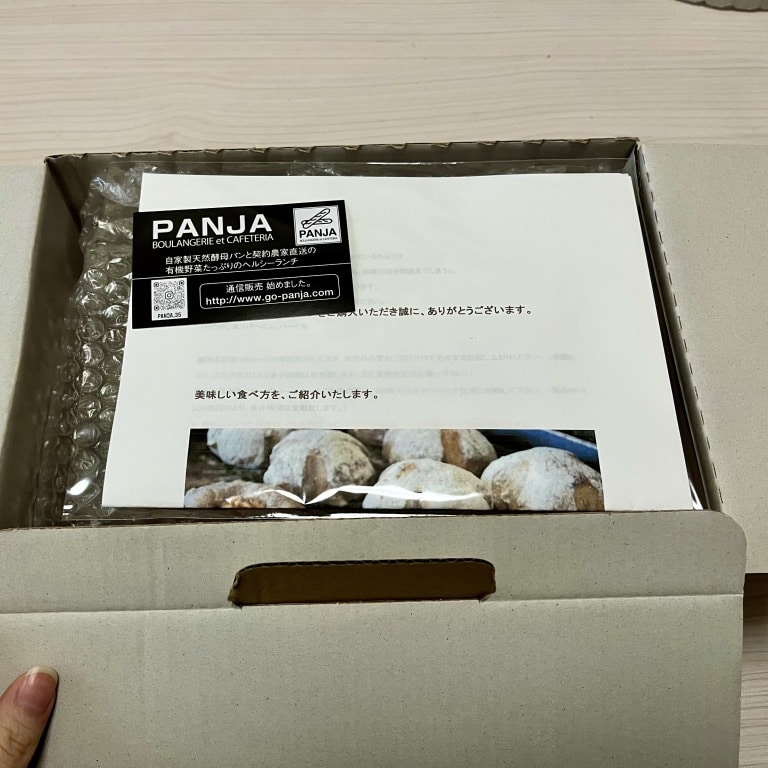 PANJA
BOULANGERIE et CAFETERIA
PANJA
BOULANGERIE et CAFETERIA
自家製天然酵母パンと契約農家直送の
有機野菜たっぷりのヘルシーランチ
通信販売 始めました。
http://www.go-panja.com
PANJA_35
いただき誠に、ありがとうございます。
美味しい食べ方を、ご紹介いたします。